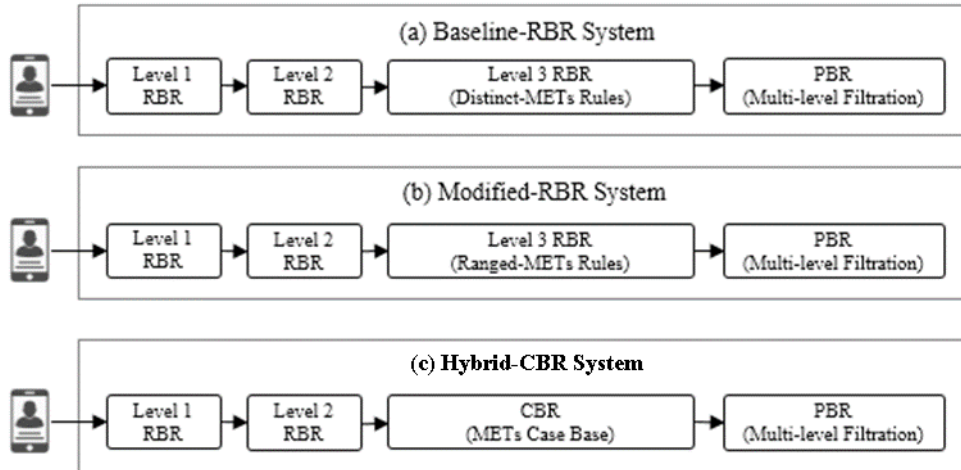 (a) Baseline-RBR System
Level 1
RBR
Level 2
RBR
Level 3 RBR
(Distinct-METs Rules)
PBR
(Multi-level Filtration)
(b) Modified-RBR System
Level 1
RBR
Level 2
RBR
Level 3 RBR
(Ranged-METs Rules)
PBR
(Multi-level Filtration)
(c) Hybrid-CBR System
Level 1
RBR
Level 2
RBR
CBR
(METs Case Base)
PBR
(Multi-level Filtration)